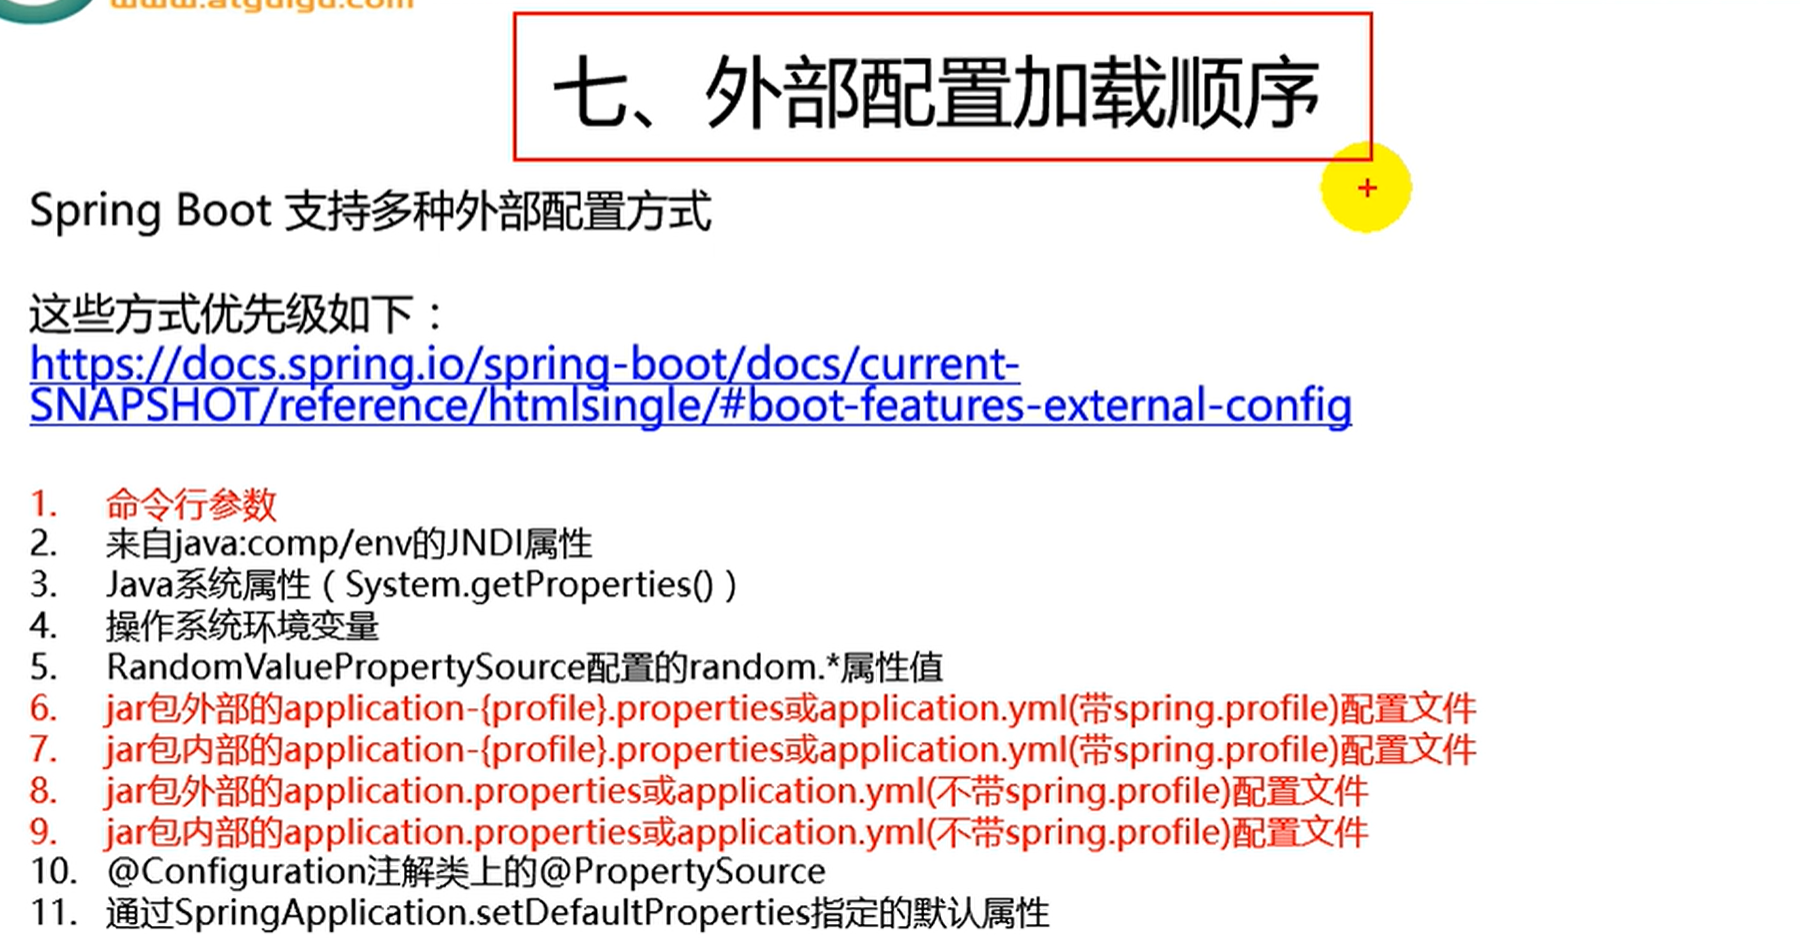 www.atguigu.com
七、外部配置加载顺序
Spring Boot 支持多种外部配置方式
这些方式优先级如下：
https://docs.spring.io/spring-boot/docs/current-
SNAPSHOT/reference/htmlsingle/#boot-features-external-config
1. 命令行参数
2. 来自java:comp/env的JNDI属性
3. Java系统属性（System.getProperties()）
4. 操作系统环境变量
5. RandomValuePropertySource配置的random.*属性值
6. jar包外部的application-{profile}.properties或application.yml(带spring.profile)配置文件
7. jar包内部的application-{profile}.properties或application.yml(带spring.profile)配置文件
8. jar包外部的application.properties或application.yml(不带spring.profile)配置文件
9. jar包内部的application.properties或application.yml(不带spring.profile)配置文件
10. @Configuration注解类上的@PropertySource
11. 通过SpringApplication.setDefaultProperties指定的默认属性